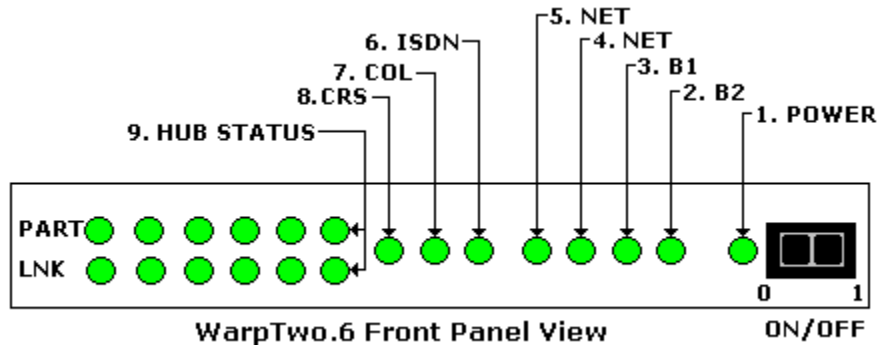 5. NET
6. ISDN
4. NET
7. COL
3. B1
8.CRS
2. B2
9. HUB STATUS
1. POWER
PART
LNK
0 1
WarpTwo.6 Front Panel View
ON/OFF